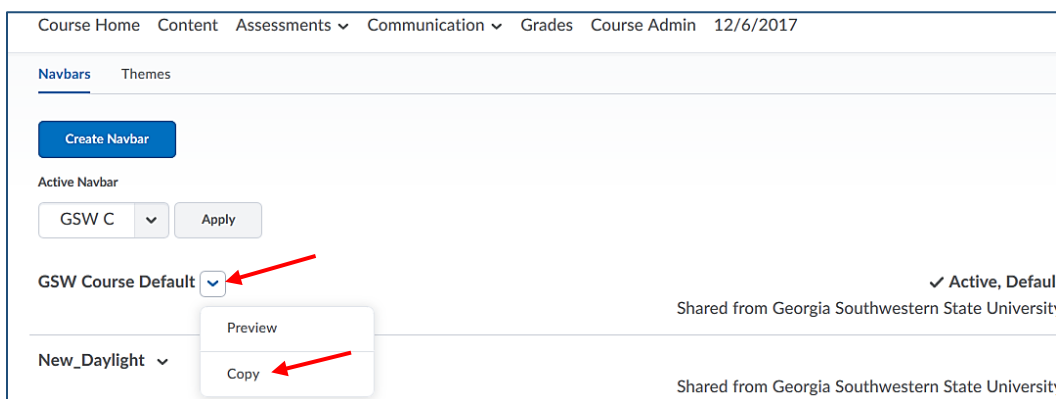 Course Home Content Assessments Communication Grades Course Admin 12/6/2017
Navbars Themes
Create Navbar
Active Navbar
GSW C Apply
GSW Course Default Active, Defaul
Shared from Georgia Southwestern State University
Preview
New_Daylight
Copy
Shared from Georgia Southwestern State University